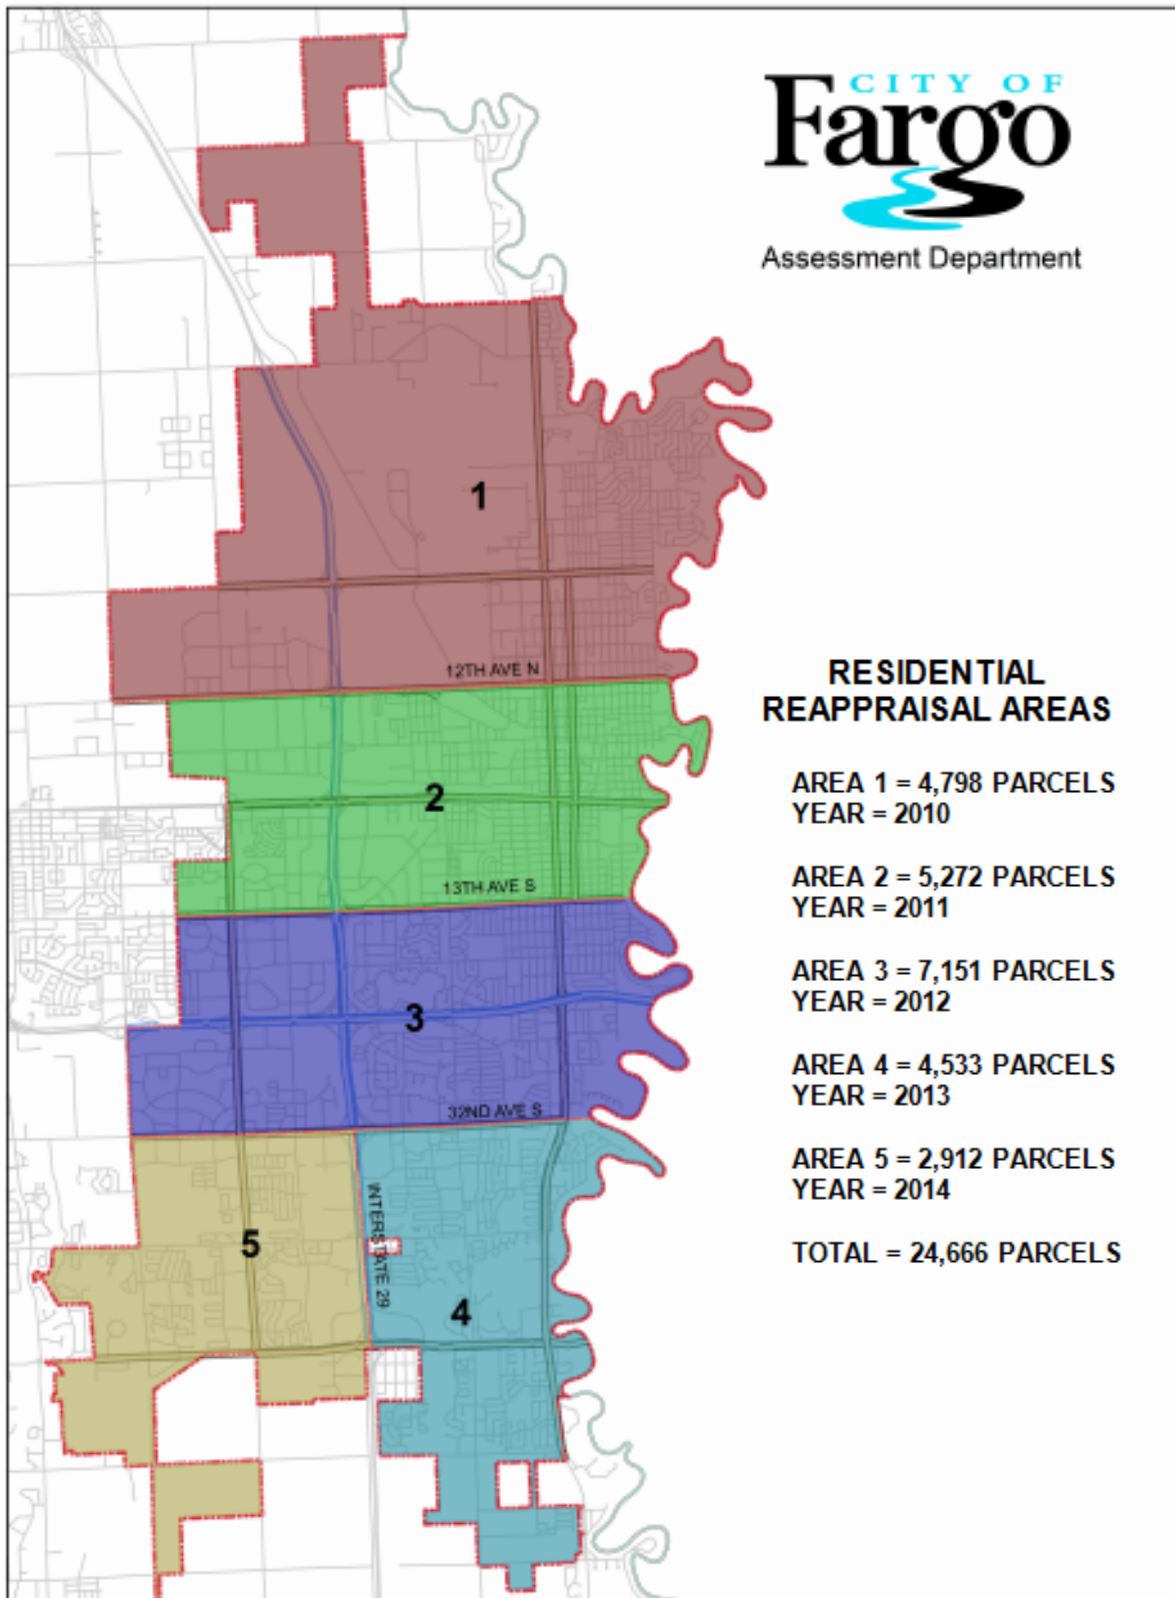 CITY OF
Fargo
Assessment Department
1
12TH AVE N
RESIDENTIAL
REAPPRAISAL AREAS
AREA 1 = 4,798 PARCELS
YEAR = 2010
2
13TH AVE S
AREA 2 = 5,272 PARCELS
YEAR = 2011
3
32ND AVE S
AREA 3 = 7,151 PARCELS
YEAR = 2012
AREA 4 = 4,533 PARCELS
YEAR = 2013
5
INTERSTATE 29
4
AREA 5 = 2,912 PARCELS
YEAR = 2014
TOTAL = 24,666 PARCELS